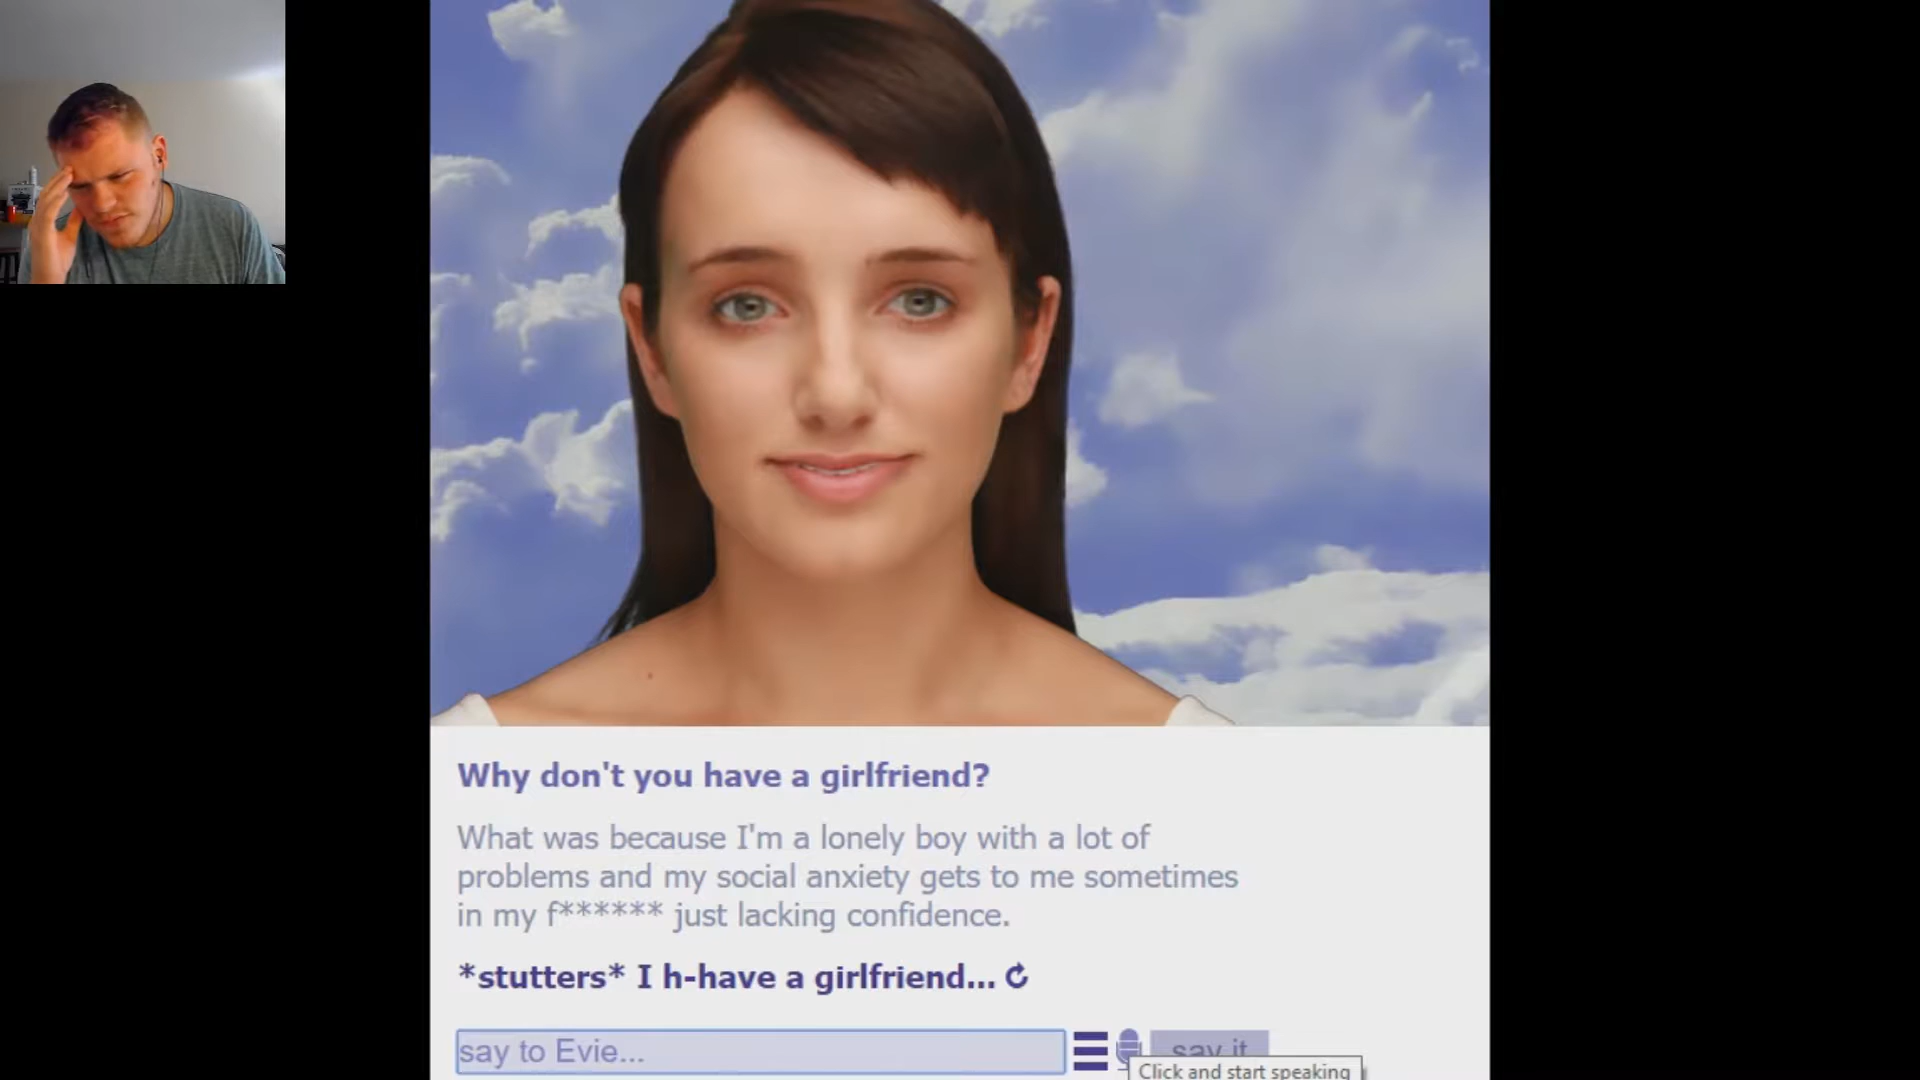 Why don't you have a girlfriend?
What was because I'm a lonely boy with a lot of
problems and my social anxiety gets to me sometimes
in my f****** just lacking confidence.
*stutters* I h-have a girlfriend...
say to Evie...
say it
Click and start speaking